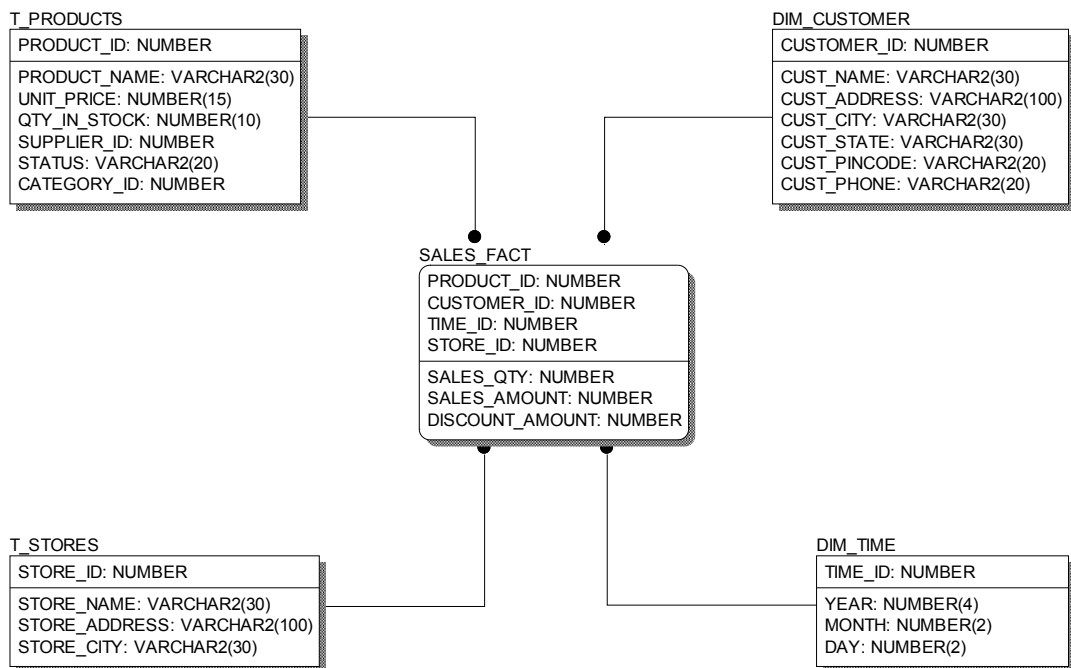 T_PRODUCTS
PRODUCT_ID: NUMBER
PRODUCT_NAME: VARCHAR2(30)
UNIT_PRICE: NUMBER(15)
QTY_IN_STOCK: NUMBER(10)
SUPPLIER_ID: NUMBER
STATUS: VARCHAR2(20)
CATEGORY_ID: NUMBER
DIM_CUSTOMER
CUSTOMER_ID: NUMBER
CUST_NAME: VARCHAR2(30)
CUST_ADDRESS: VARCHAR2(100)
CUST_CITY: VARCHAR2(30)
CUST_STATE: VARCHAR2(30)
CUST_PINCODE: VARCHAR2(20)
CUST_PHONE: VARCHAR2(20)
SALES_FACT
PRODUCT_ID: NUMBER
CUSTOMER_ID: NUMBER
TIME_ID: NUMBER
STORE_ID: NUMBER
SALES_QTY: NUMBER
SALES_AMOUNT: NUMBER
DISCOUNT_AMOUNT: NUMBER
T_STORES
STORE_ID: NUMBER
STORE_NAME: VARCHAR2(30)
STORE_ADDRESS: VARCHAR2(100)
STORE_CITY: VARCHAR2(30)
DIM_TIME
TIME_ID: NUMBER
YEAR: NUMBER(4)
MONTH: NUMBER(2)
DAY: NUMBER(2)